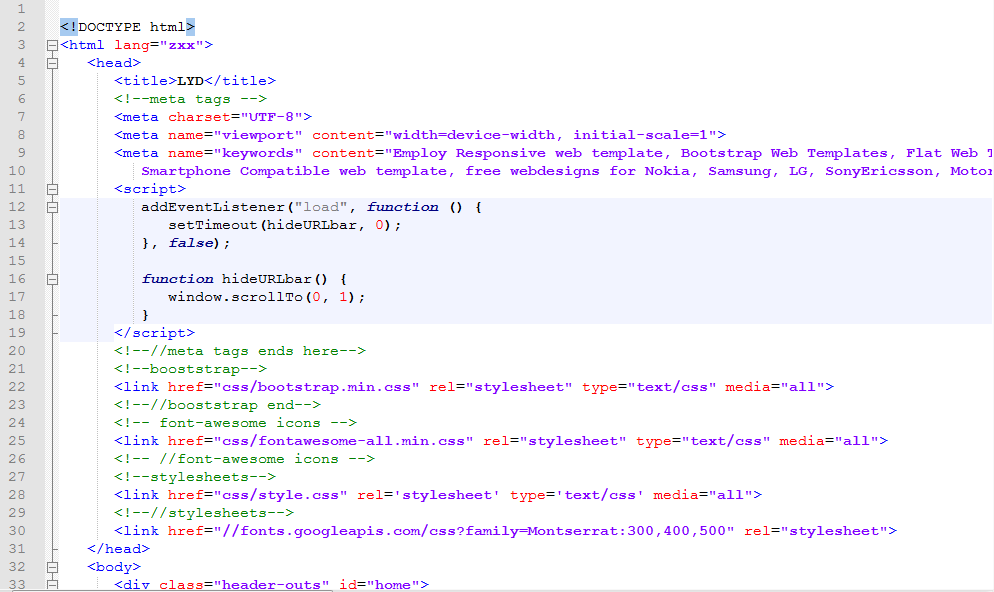 1
2 <!DOCTYPE html>
3 <html lang="zxx">
4 <head>
5 <title>LYD</title>
6 <!--meta tags -->
7 <meta charset="UTF-8">
8 <meta name="viewport" content="width=device-width, initial-scale=1">
9 <meta name="keywords" content="Employ Responsive web template, Bootstrap Web Templates, Flat Web
10 Smartphone Compatible web template, free webdesigns for Nokia, Samsung, LG, SonyEricsson, Motor
11 <script>
12 addEventListener("load", function () {
13 setTimeout(hideURLbar, 0);
14 }, false);
15
16 function hideURLbar() {
17 window.scrollTo(0, 1);
18 }
19 </script>
20 <!--//meta tags ends here-->
21 <!--booststrap-->
22 <link href="css/bootstrap.min.css" rel="stylesheet" type="text/css" media="all">
23 <!--//booststrap end-->
24 <!-- font-awesome icons -->
25 <link href="css/fontawesome-all.min.css" rel="stylesheet" type="text/css" media="all">
26 <!-- //font-awesome icons -->
27 <!--stylesheets-->
28 <link href="css/style.css" rel='stylesheet' type='text/css' media="all">
29 <!--//stylesheets-->
30 <link href="//fonts.googleapis.com/css?family=Montserrat:300,400,500" rel="stylesheet">
31 </head>
32 <body>
33 <div class="header-outs" id="home">